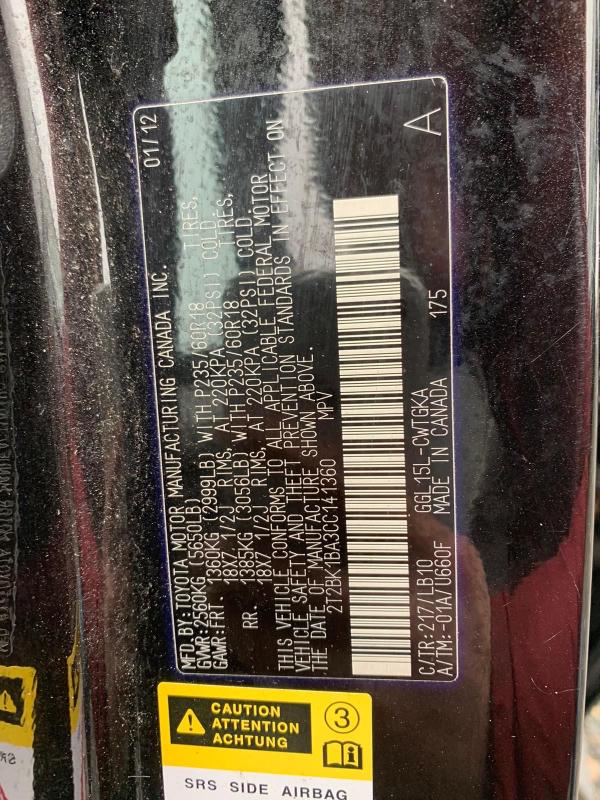 MFD.BY:TOYOTA MOTOR MANUFACTURING CANADA INC. 01/12
GVWR:2560KG (5650LB)
GAWR:FRT. 1360KG (2999LB) WITH P235/60R18 TIRES,
18X7 1/2J RIMS, AT 220KPA (32PSI) COLD
RR. 1385KG (3056LB) WITH P235/60R18 TIRES,
18X7 1/2J RIMS, AT 220KPA (32PSI) COLD.
THIS VEHICLE CONFORMS TO ALL APPLICABLE FEDERAL MOTOR
VEHICLE SAFETY AND THEFT PREVENTION STANDARDS IN EFFECT ON
THE DATE OF MANUFACTURE SHOWN ABOVE.
2T2BK1BA3CC141360 MPV
C/TR:217/LB10 GGL15L-CWTGKA
A/TM:-01A/U660F MADE IN CANADA 175 A
CAUTION
ATTENTION
ACHTUNG
3
SRS SIDE AIRBAG